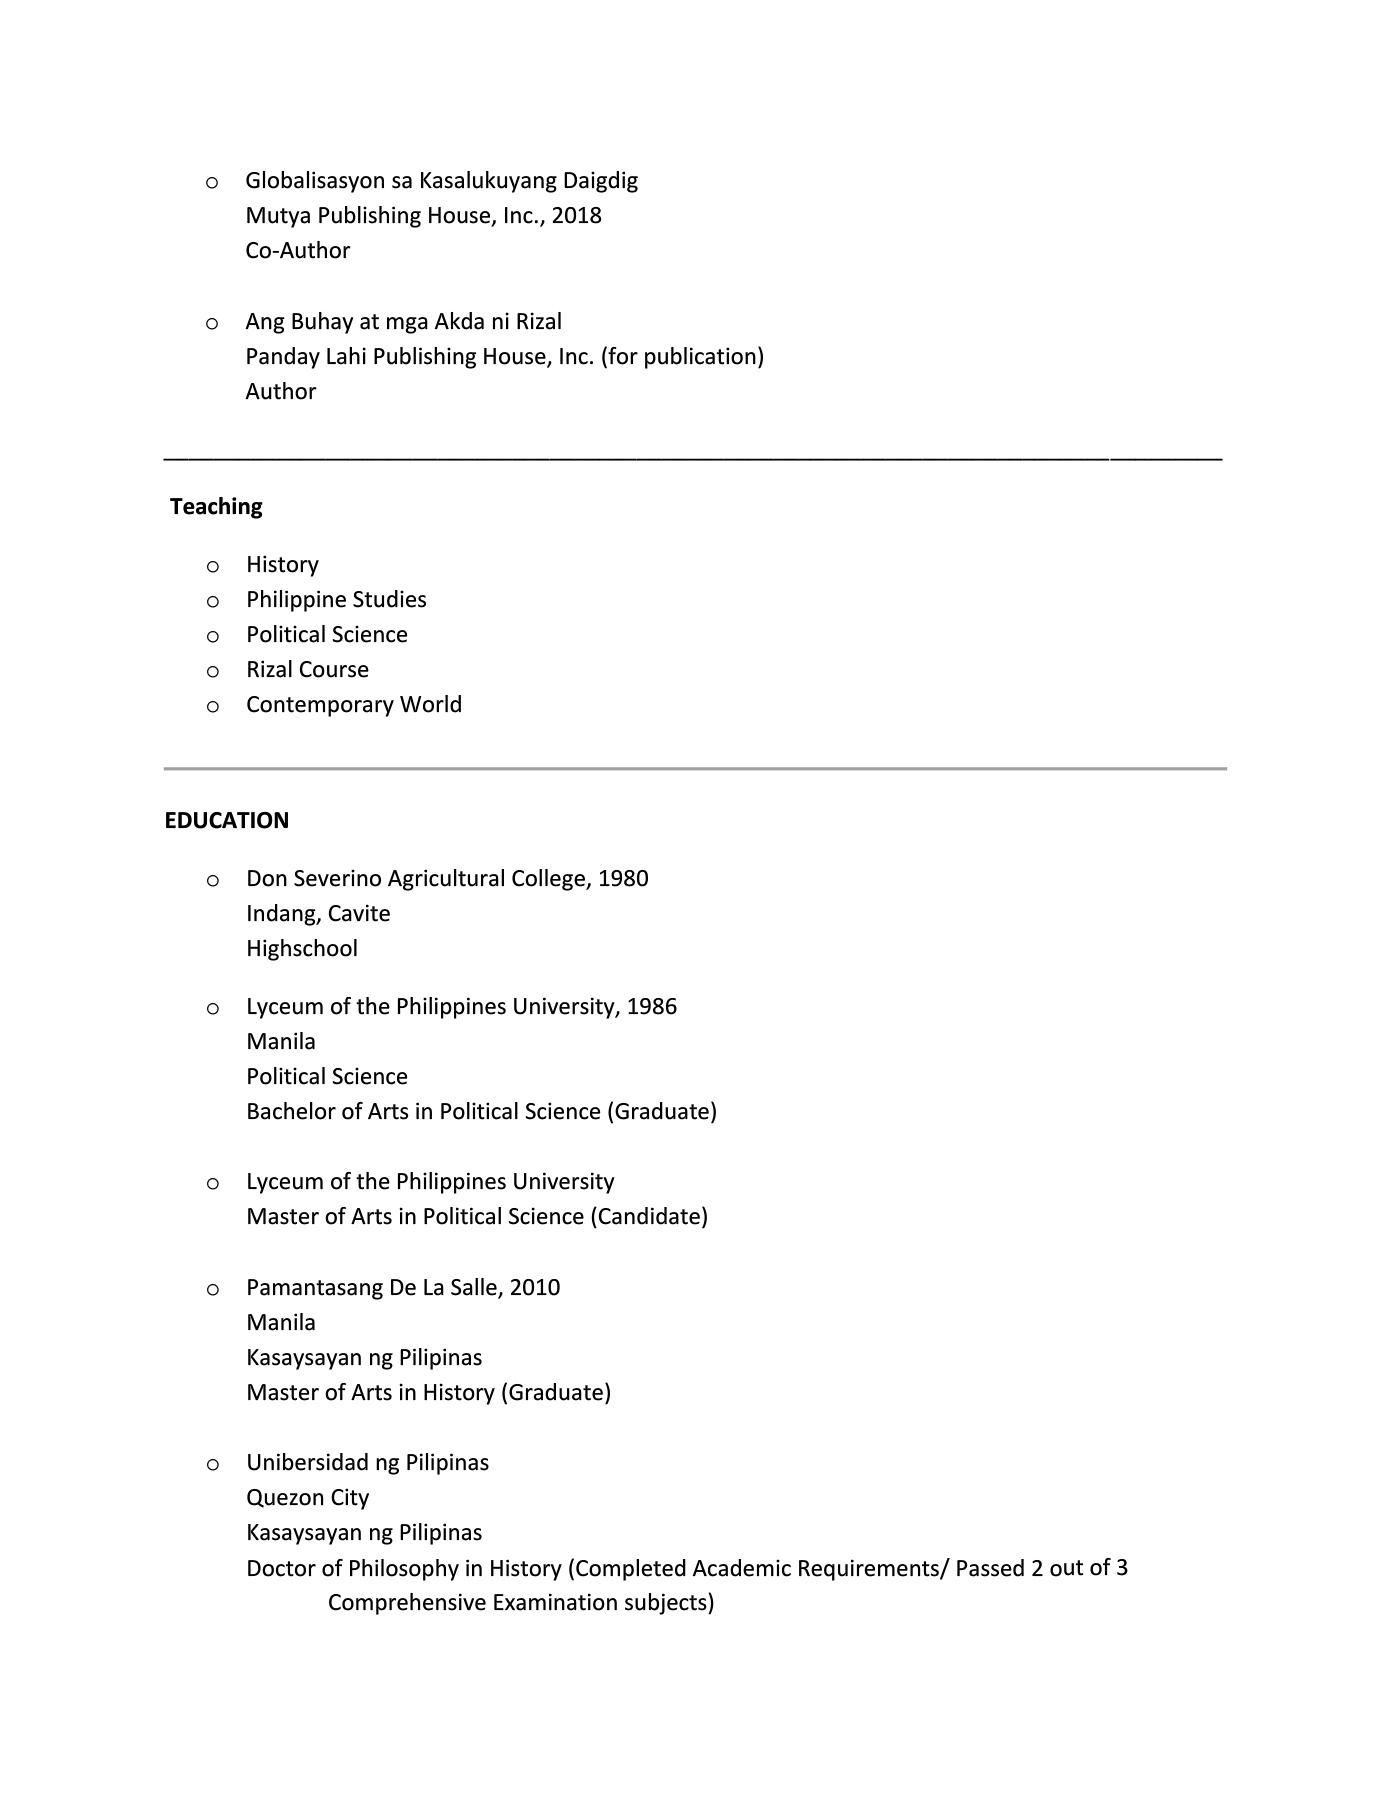 o Globalisasyon sa Kasalukuyang Daigdig
Mutya Publishing House, Inc., 2018
Co-Author
o Ang Buhay at mga Akda ni Rizal
Panday Lahi Publishing House, Inc. (for publication)
Author
Teaching
o History
o Philippine Studies
o Political Science
o Rizal Course
o Contemporary World
EDUCATION
o Don Severino Agricultural College, 1980
Indang, Cavite
Highschool
o Lyceum of the Philippines University, 1986
Manila
Political Science
Bachelor of Arts in Political Science (Graduate)
o Lyceum of the Philippines University
Master of Arts in Political Science (Candidate)
o Pamantasang De La Salle, 2010
Manila
Kasaysayan ng Pilipinas
Master of Arts in History (Graduate)
o Unibersidad ng Pilipinas
Quezon City
Kasaysayan ng Pilipinas
Doctor of Philosophy in History (Completed Academic Requirements/ Passed 2 out of 3
Comprehensive Examination subjects)